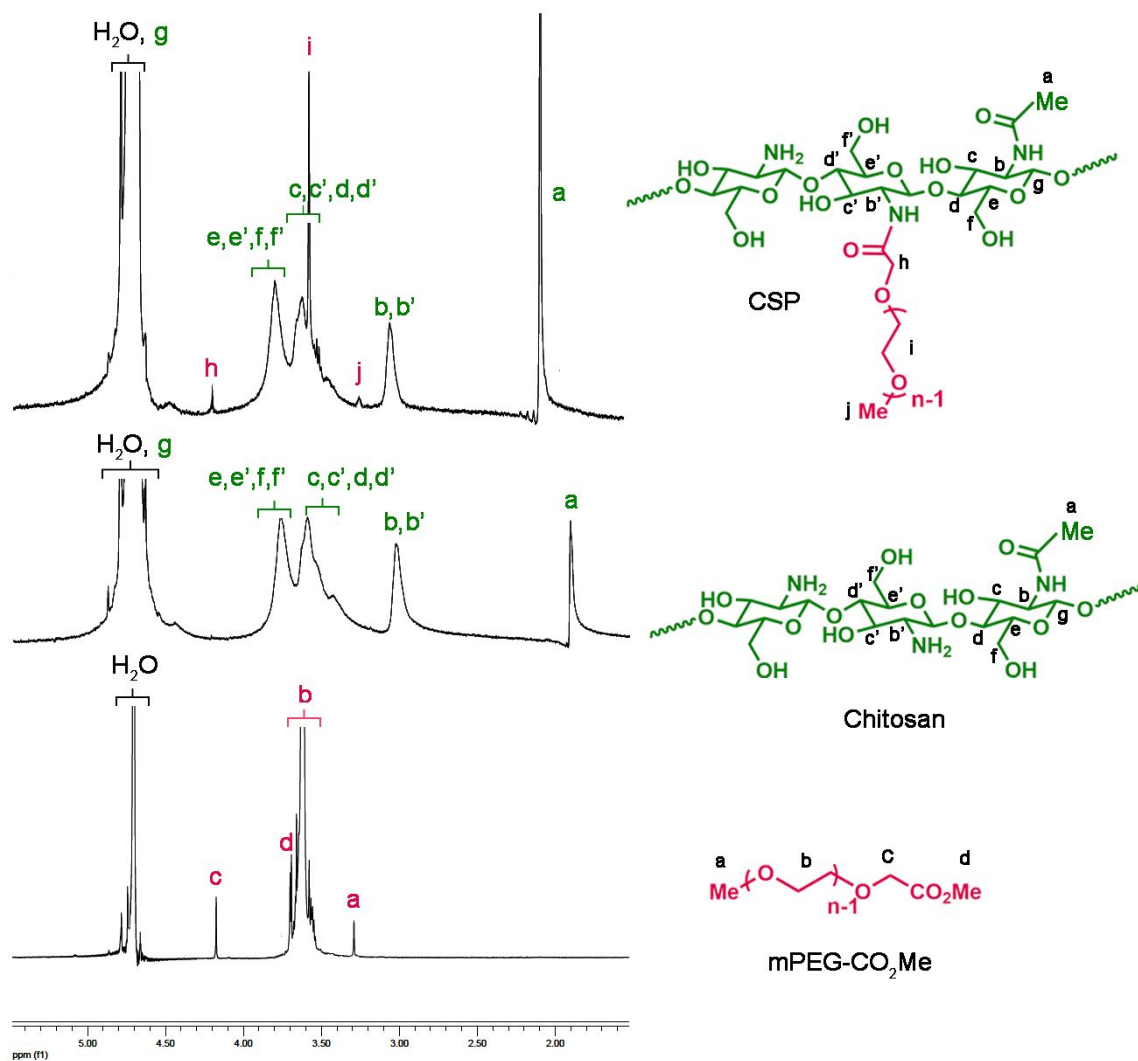 H₂O, g
i
c,c',d,d'
a
e,e',f,f'
b,b'
h
j
a
Me
O
NH
f'
OH
NH₂
d'
e'
O
c
HO
b
g
O
HO
O
O
HO
c'
b'
NH
O
d
e
O
f
OH
OH
O
h
O
i
O
n-1
j
Me
CSP
H₂O, g
e,e',f,f'
c,c',d,d'
b,b'
a
a
Me
O
NH
f'
OH
NH₂
d'
e'
O
c
HO
b
g
O
HO
O
O
HO
c'
b'
NH₂
O
d
e
O
f
OH
OH
Chitosan
H₂O
b
d
c
a
a
b
c
d
Me
O
n-1
O
CO₂Me
mPEG-CO₂Me
5.00
4.50
4.00
3.50
3.00
2.50
2.00
ppm (f1)